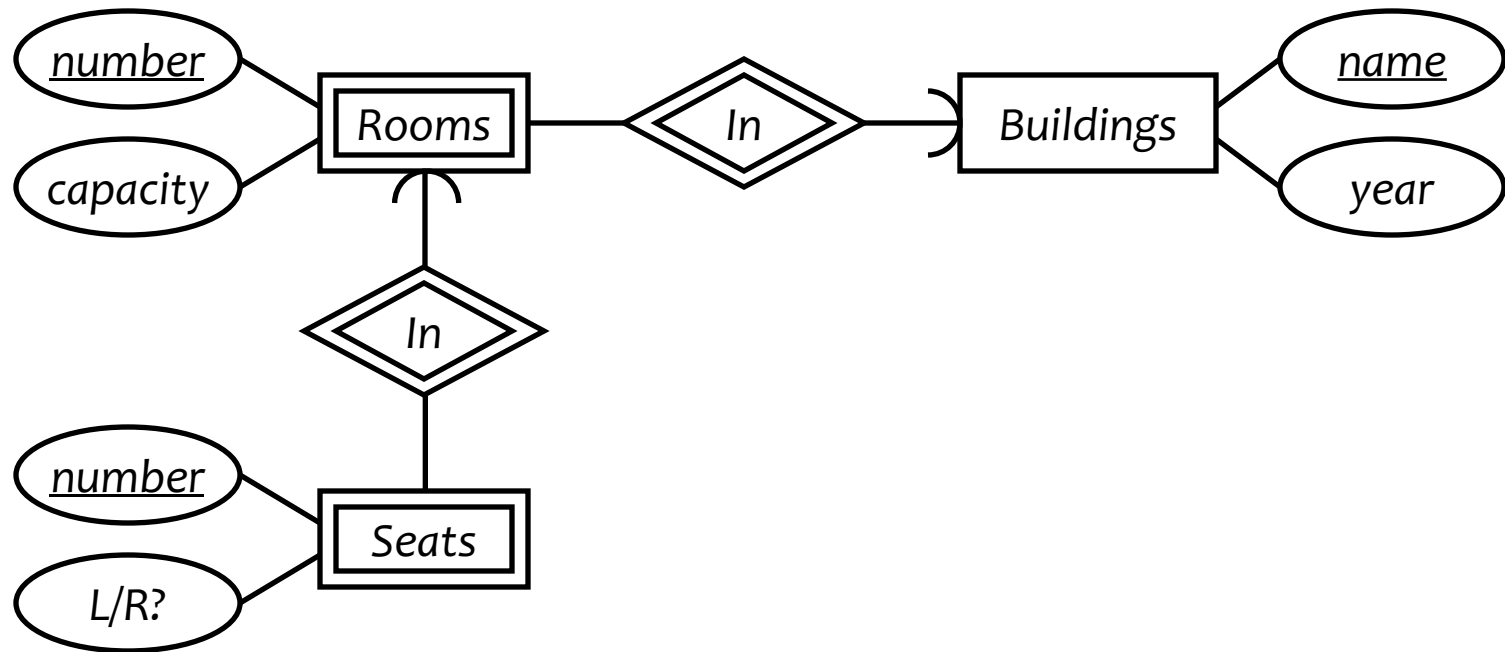 number
name
Rooms
In
Buildings
capacity
year
In
number
Seats
L/R?